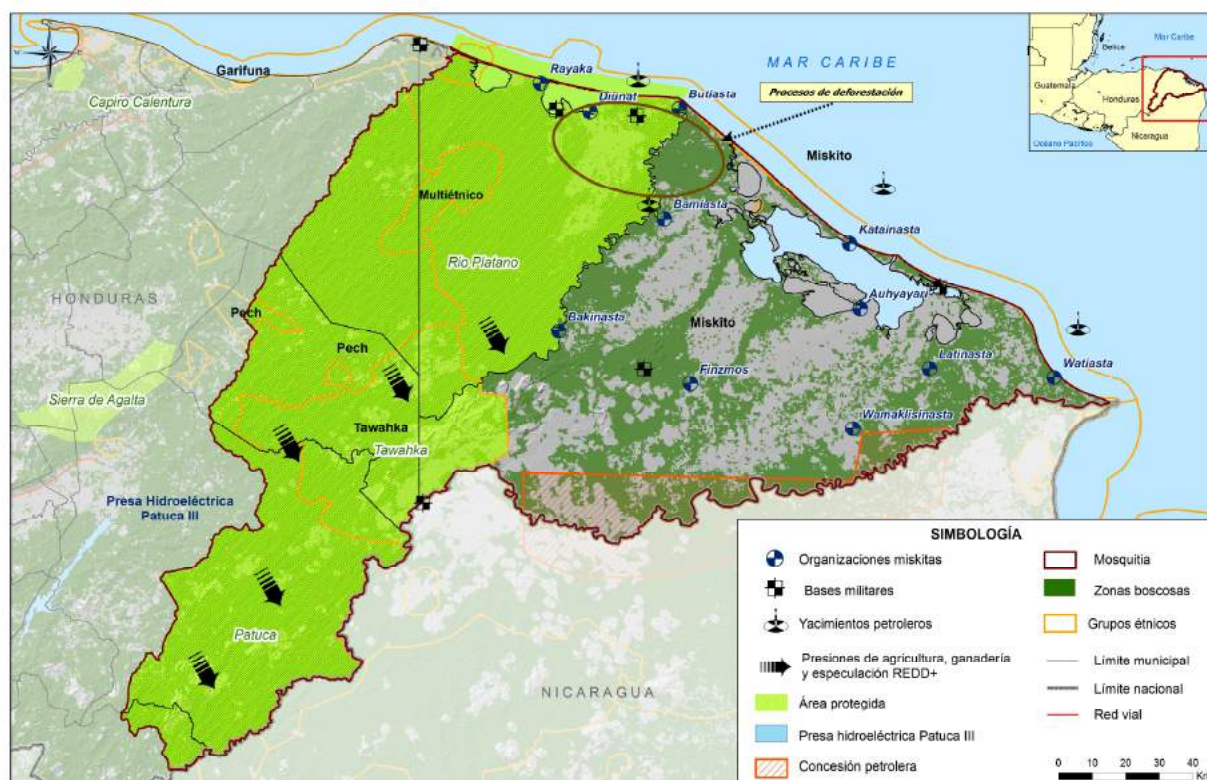 Garifuna
Capiro Calentura
Rayaka
Diünat
Butiasta
MAR CARIBE
Procesos de deforestación
Belice
Mar Caribe
Guatemala
Honduras
Nicaragua
Océano Pacífico
Miskito
Multiétnico
Bamiasta
Katainasta
Río Platano
HONDURAS
Pech
Pech
Auhyayari
Bakinasta
Miskito
Latinasta
Watiasta
Finzmos
Sierra de Agalta
Tawahka
Tawahka
Wamaklisinasta
Presa Hidroeléctrica
Patuca III
Patuca
NICARAGUA
SIMBOLOGÍA
Organizaciones miskitas
Bases militares
Yacimientos petroleros
Presiones de agricultura, ganadería
y especulación REDD+
Área protegida
Presa hidroeléctrica Patuca III
Concesión petrolera
Mosquitia
Zonas boscosas
Grupos étnicos
Límite municipal
Límite nacional
Red vial
0 10 20 30 40